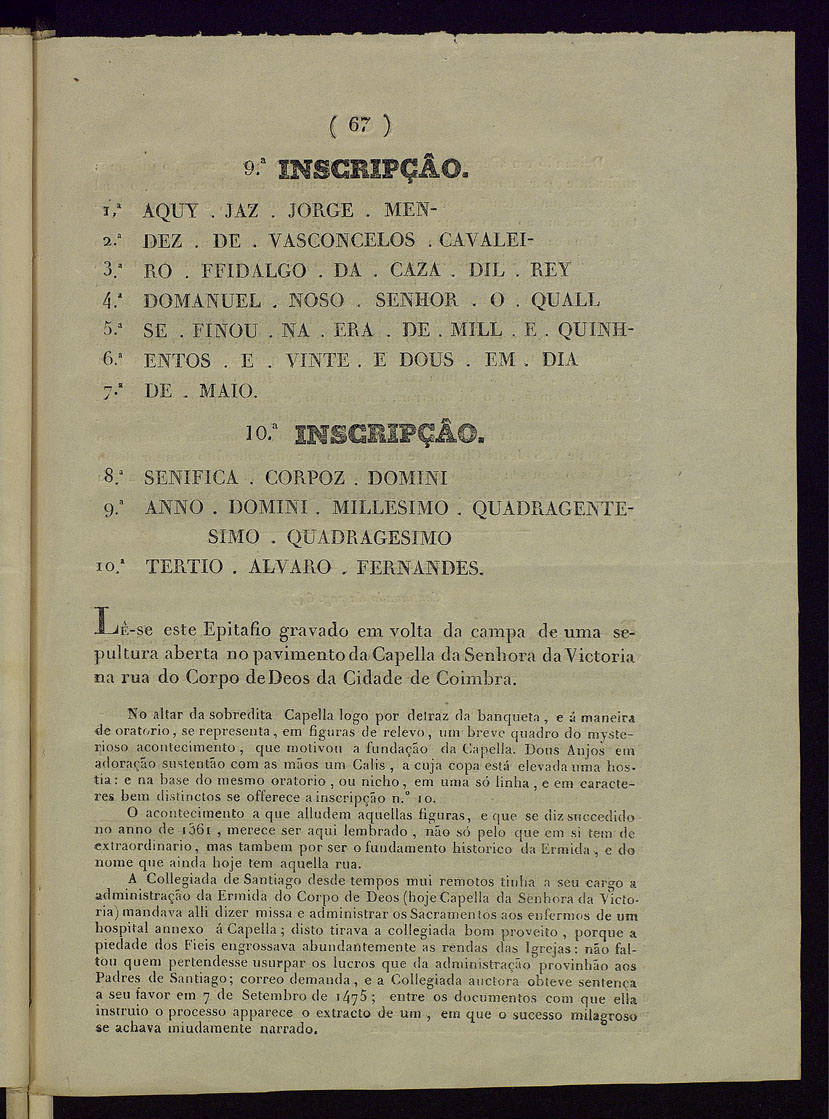 ( 67 )
9.ª INSCRIPÇÂO.
1.ª AQUY . JAZ . JORGE . MEN-
2.ª DEZ . DE . VASCONCELOS . CAVALEI-
3.ª RO . FFIDALGO . DA . CAZA . DIL . REY
4.ª DOMANUEL . NOSO . SENHOR . O . QUALL
5.ª SE . FINOU . NA . ERA . DE . MILL . E . QUINH-
6.ª ENTOS . E . VINTE . E DOUS . EM . DIA
7.ª DE . MAIO.
10.ª INSCRIPÇÂO.
8.ª SENIFICA . CORPOZ . DOMINI
9.ª ANNO . DOMINI . MILLESIMO . QUADRAGENTE-
SIMO . QUADRAGESIMO
10.ª TERTIO . ALVARO . FERNANDES.
LÊ-se este Epitafio gravado em volta da campa de uma se-
pultura aberta no pavimento da Capella da Senhora da Victoria
na rua do Corpo de Deos da Cidade de Coimbra.
No altar da sobredita Capella logo por detraz da banqueta, e á maneira
de oratorio, se representa, em figuras de relevo, um breve quadro do myste-
rioso acontecimento, que motivou a fundação da Capella. Dous Anjos em
adoração sustentão com as mãos um Calis, a cuja copa está elevada uma hos-
tia: e na base do mesmo oratorio, ou nicho, em uma só linha, e em caracte-
res bem distinctos se offerece a inscripção n.º 10.
O acontecimento a que alludem aquellas figuras, e que se diz succedido
no anno de 1361, merece ser aqui lembrado, não só pelo que em si tem de
extraordinario, mas tambem por ser o fundamento historico da Ermida, e do
nome que ainda hoje tem aquella rua.
A Collegiada de Santiago desde tempos mui remotos tinha a seu cargo a
administração da Ermida do Corpo de Deos (hoje Capella da Senhora da Victo-
ria) mandava alli dizer missa e administrar os Sacramentos aos enfermos de um
hospital annexo á Capella; disto tirava a collegiada bom proveito, porque a
piedade dos Fieis engrossava abundantemente as rendas das Igrejas: não fal-
tou quem pertendesse usurpar os lucros que da administração provinhão aos
Padres de Santiago; correo demanda, e a Collegiada auctora obteve sentença
a seu favor em 7 de Setembro de 1475; entre os documentos com que ella
instruio o processo apparece o extracto de um, em que o sucesso milagroso
se achava miudamente narrado.